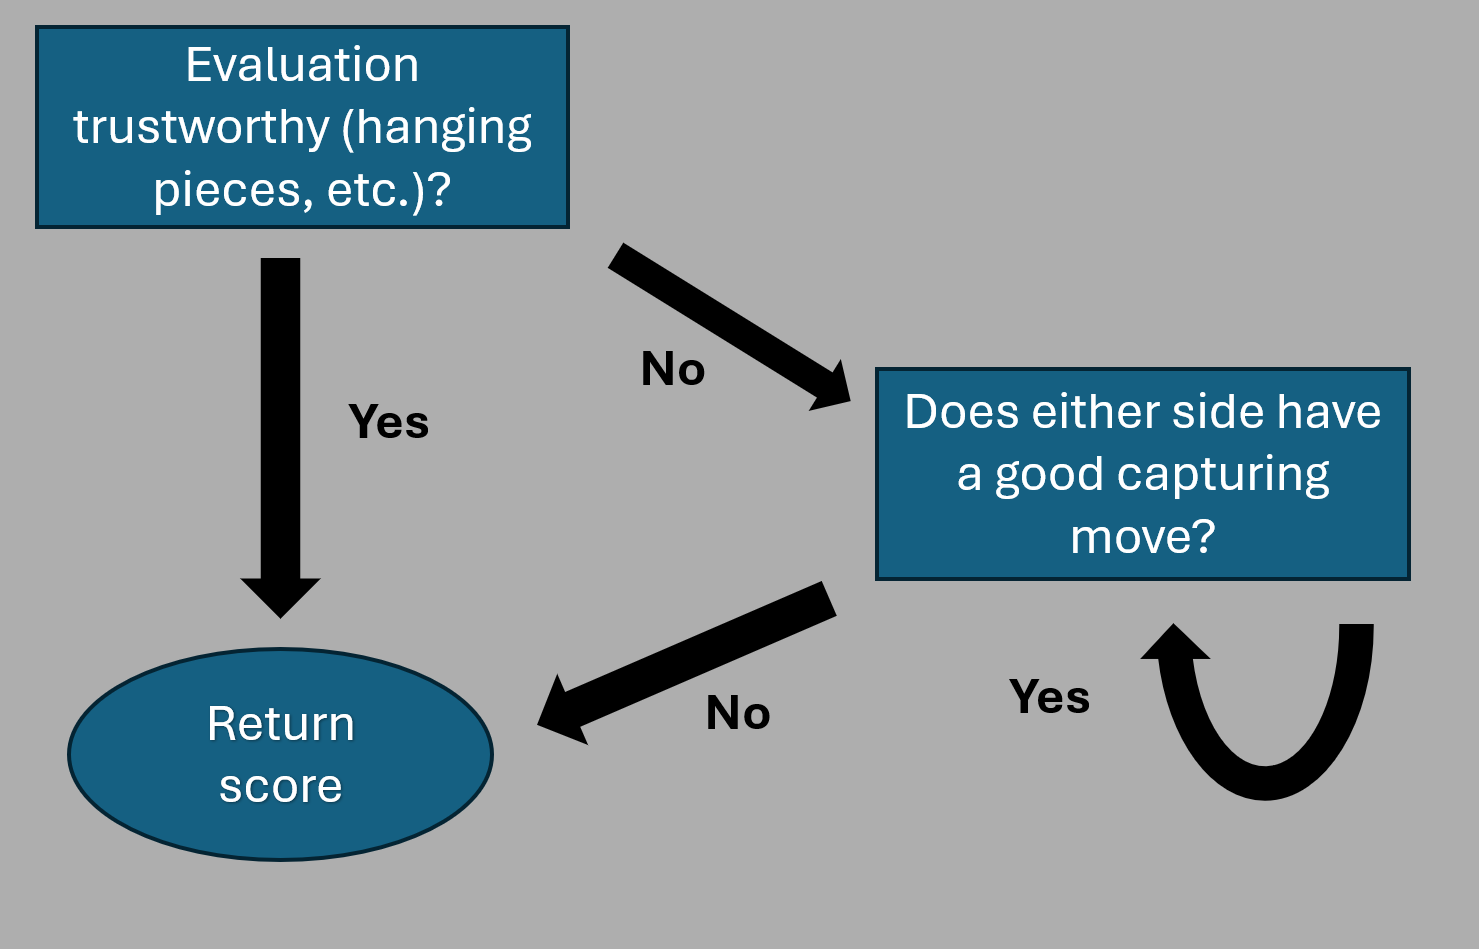 Evaluation
trustworthy (hanging
pieces, etc.)?
No
Yes
Does either side have
a good capturing
move?
Yes
No
Return
score